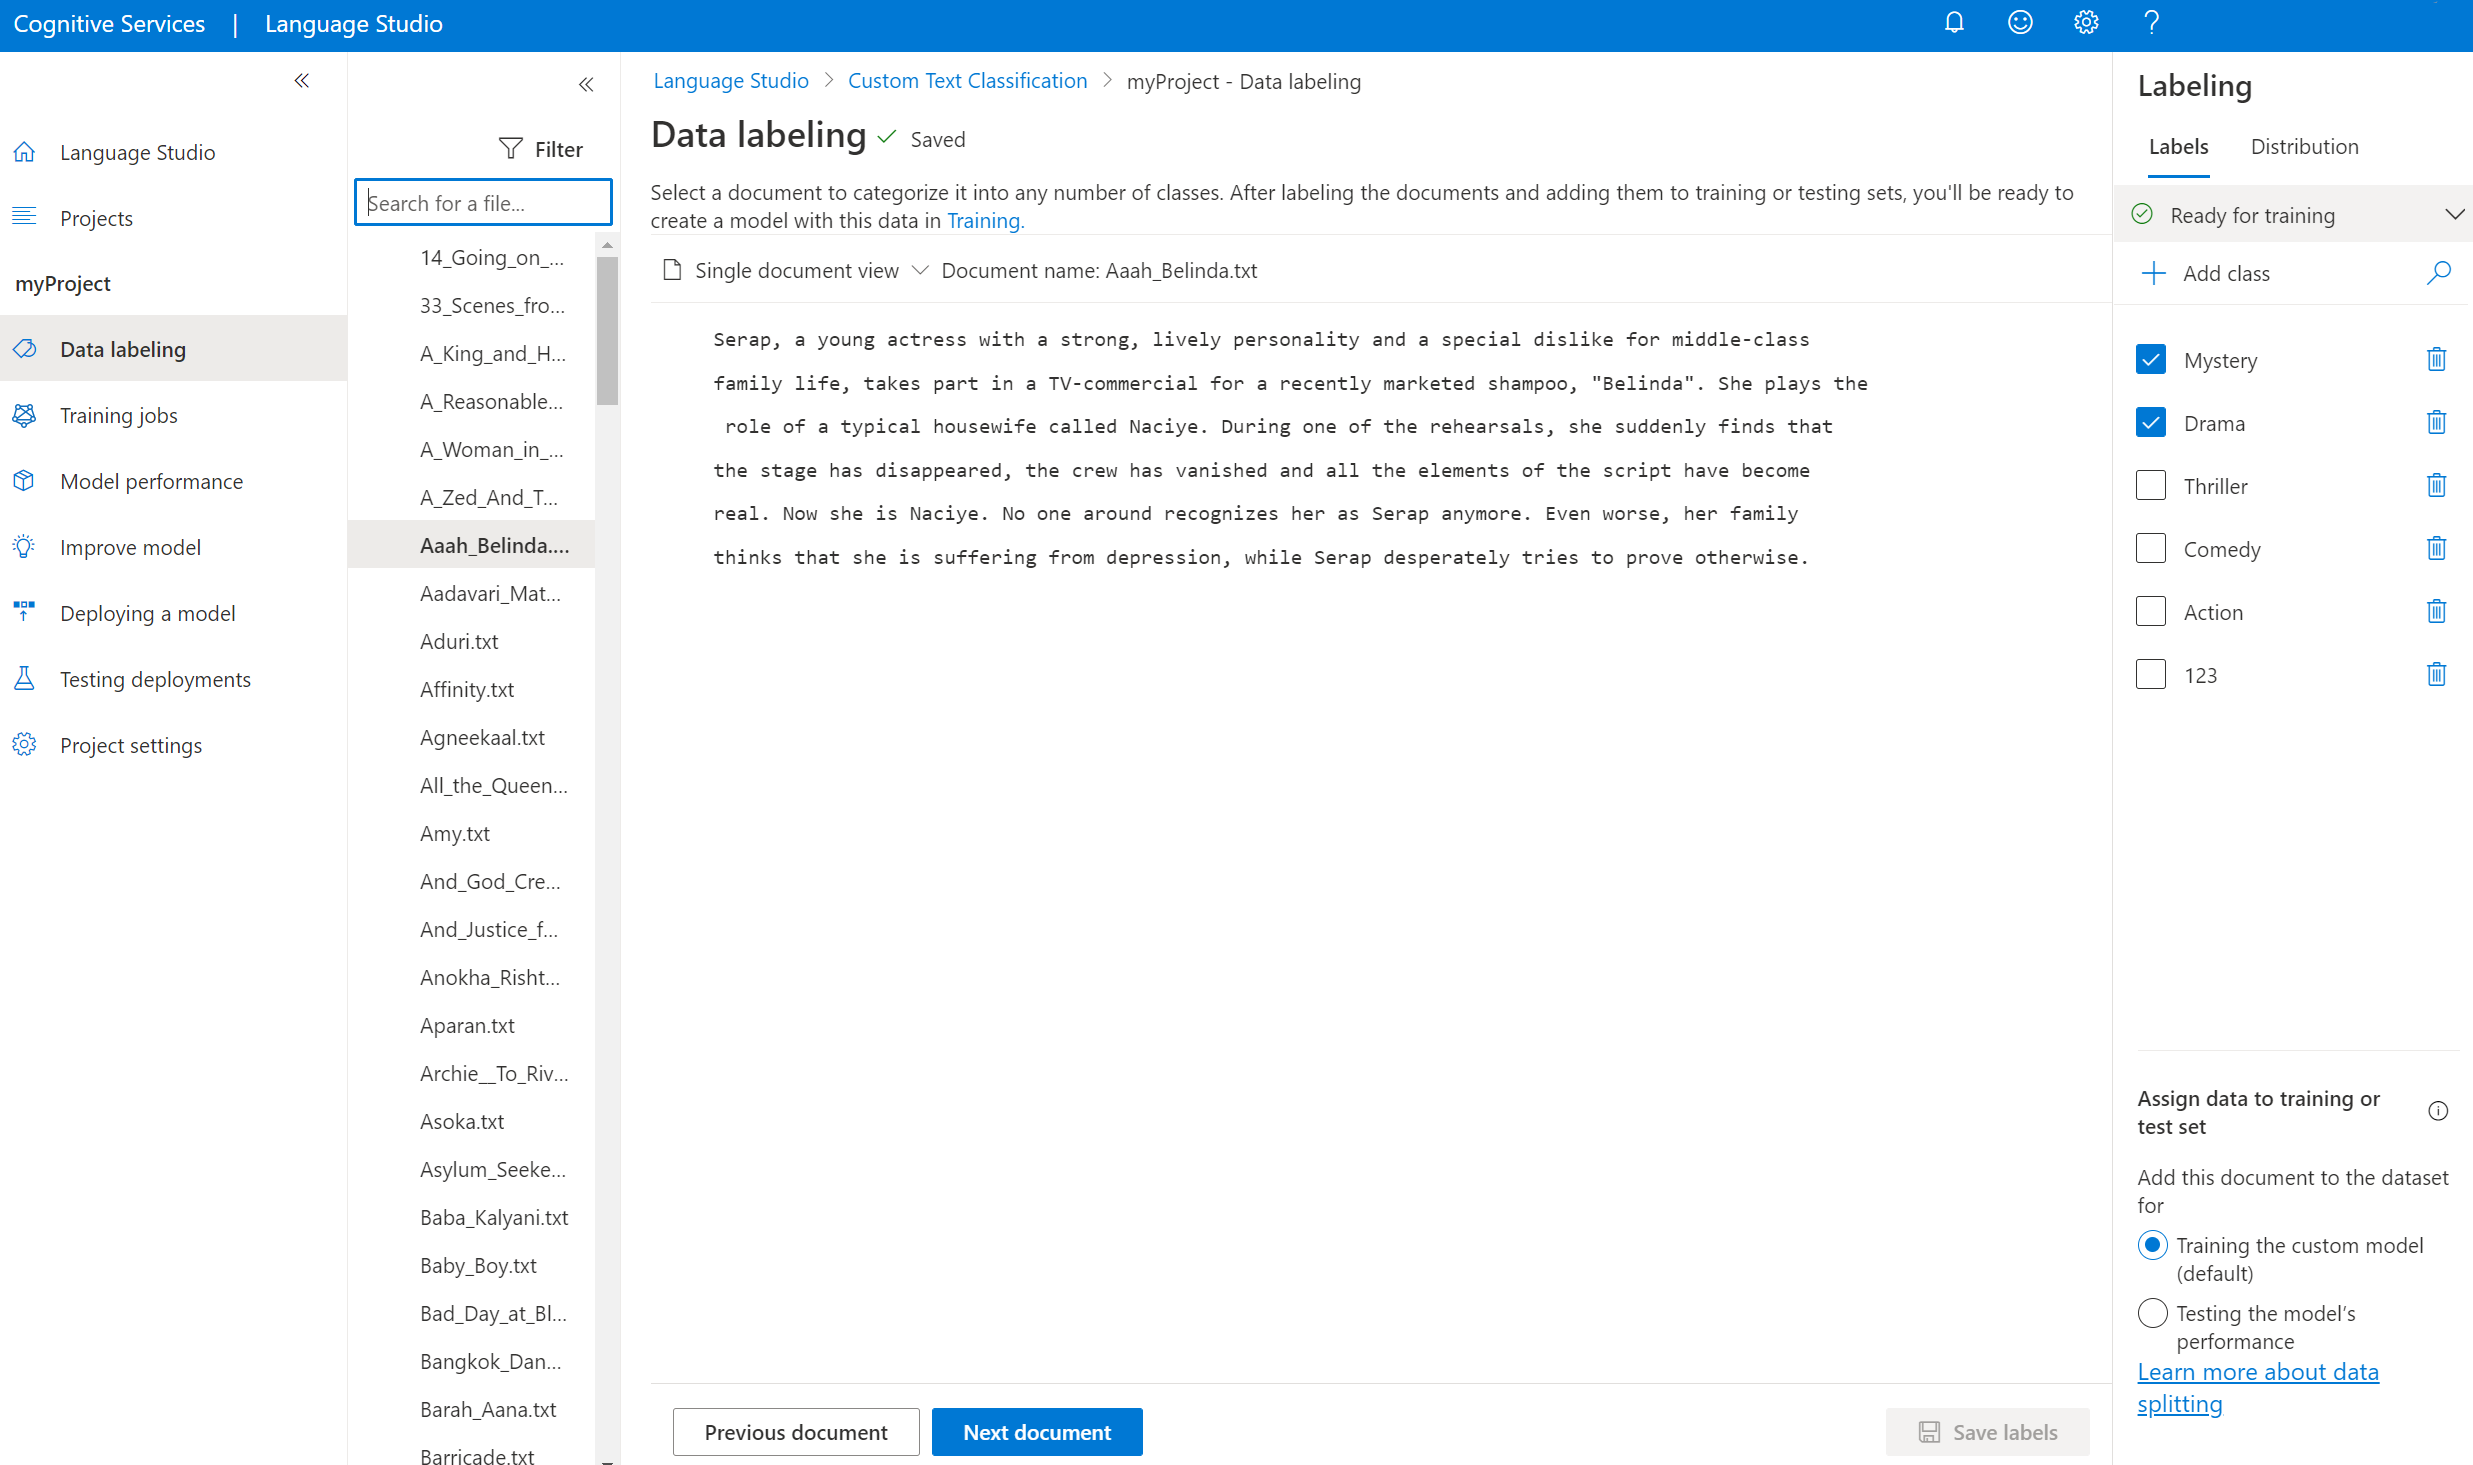 Cognitive Services | Language Studio
Language Studio
Projects
myProject
Data labeling
Training jobs
Model performance
Improve model
Deploying a model
Testing deployments
Project settings
Filter
Search for a file...
14_Going_on_...
33_Scenes_fro...
A_King_and_H...
A_Reasonable...
A_Woman_in_...
A_Zed_And_T...
Aaah_Belinda....
Aadavari_Mat...
Aduri.txt
Affinity.txt
Agneekaal.txt
All_the_Queen...
Amy.txt
And_God_Cre...
And_Justice_f...
Anokha_Risht...
Aparan.txt
Archie__To_Riv...
Asoka.txt
Asylum_Seeke...
Baba_Kalyani.txt
Baby_Boy.txt
Bad_Day_at_Bl...
Bangkok_Dan...
Barah_Aana.txt
Barricade.txt
Language Studio > Custom Text Classification > myProject - Data labeling
Data labeling Saved
Select a document to categorize it into any number of classes. After labeling the documents and adding them to training or testing sets, you'll be ready to
create a model with this data in Training.
Single document view Document name: Aaah_Belinda.txt
Serap, a young actress with a strong, lively personality and a special dislike for middle-class
family life, takes part in a TV-commercial for a recently marketed shampoo, "Belinda". She plays the
role of a typical housewife called Naciye. During one of the rehearsals, she suddenly finds that
the stage has disappeared, the crew has vanished and all the elements of the script have become
real. Now she is Naciye. No one around recognizes her as Serap anymore. Even worse, her family
thinks that she is suffering from depression, while Serap desperately tries to prove otherwise.
Previous document
Next document
Save labels
Labeling
Labels Distribution
Ready for training
Add class
Mystery
Drama
Thriller
Comedy
Action
123
Assign data to training or
test set
Add this document to the dataset
for
Training the custom model
(default)
Testing the model's
performance
Learn more about data
splitting